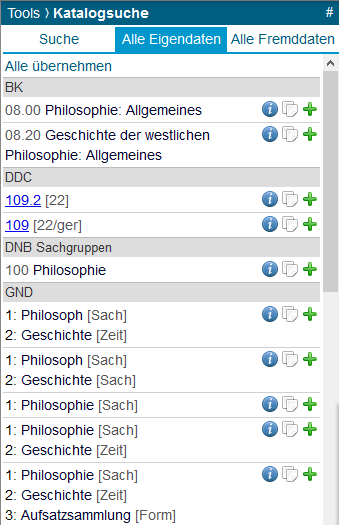 Tools ⟩ Katalogsuche #
Suche Alle Eigendaten Alle Fremddaten
Alle übernehmen
BK
08.00 Philosophie: Allgemeines
08.20 Geschichte der westlichen
Philosophie: Allgemeines
DDC
109.2 [22]
109 [22/ger]
DNB Sachgruppen
100 Philosophie
GND
1: Philosoph [Sach]
2: Geschichte [Zeit]
1: Philosoph [Sach]
2: Geschichte [Sach]
1: Philosophie [Sach]
1: Philosophie [Sach]
2: Geschichte [Zeit]
1: Philosophie [Sach]
2: Geschichte [Zeit]
3: Aufsatzsammlung [Form]